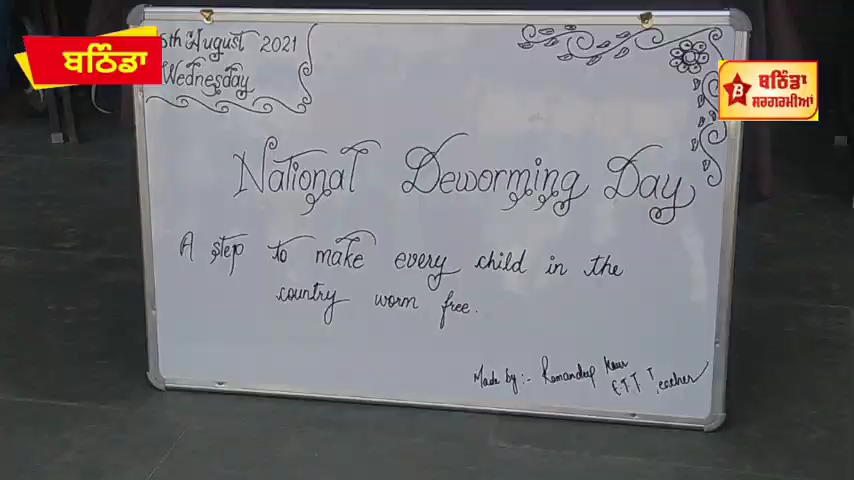 ਬਠਿੰਡਾ
5th August 2021
Wednesday
B
ਬਠਿੰਡਾ
ਸਰਗਰਮੀਆਂ
National Deworming Day
A step to make every child in the
country worm free.
Made by:- Ramandeep Kaur
E.T.T Teacher